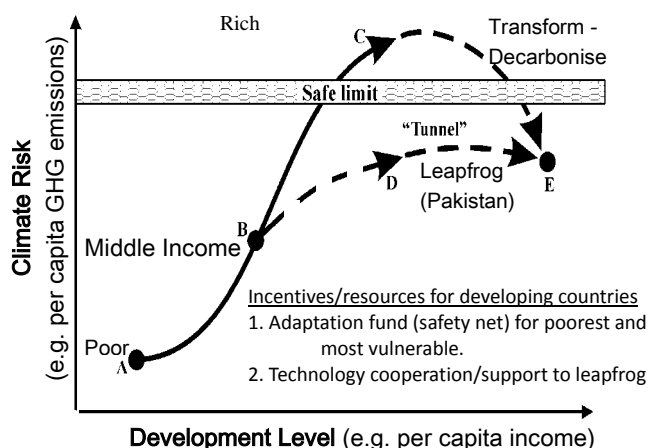 Rich
Transform -
Decarbonise
C
Safe limit
"Tunnel"
E
D
Leapfrog
(Pakistan)
B
Middle Income
Poor
A
Incentives/resources for developing countries
1. Adaptation fund (safety net) for poorest and
most vulnerable.
2. Technology cooperation/support to leapfrog
Climate Risk
(e.g. per capita GHG emissions)
Development Level (e.g. per capita income)